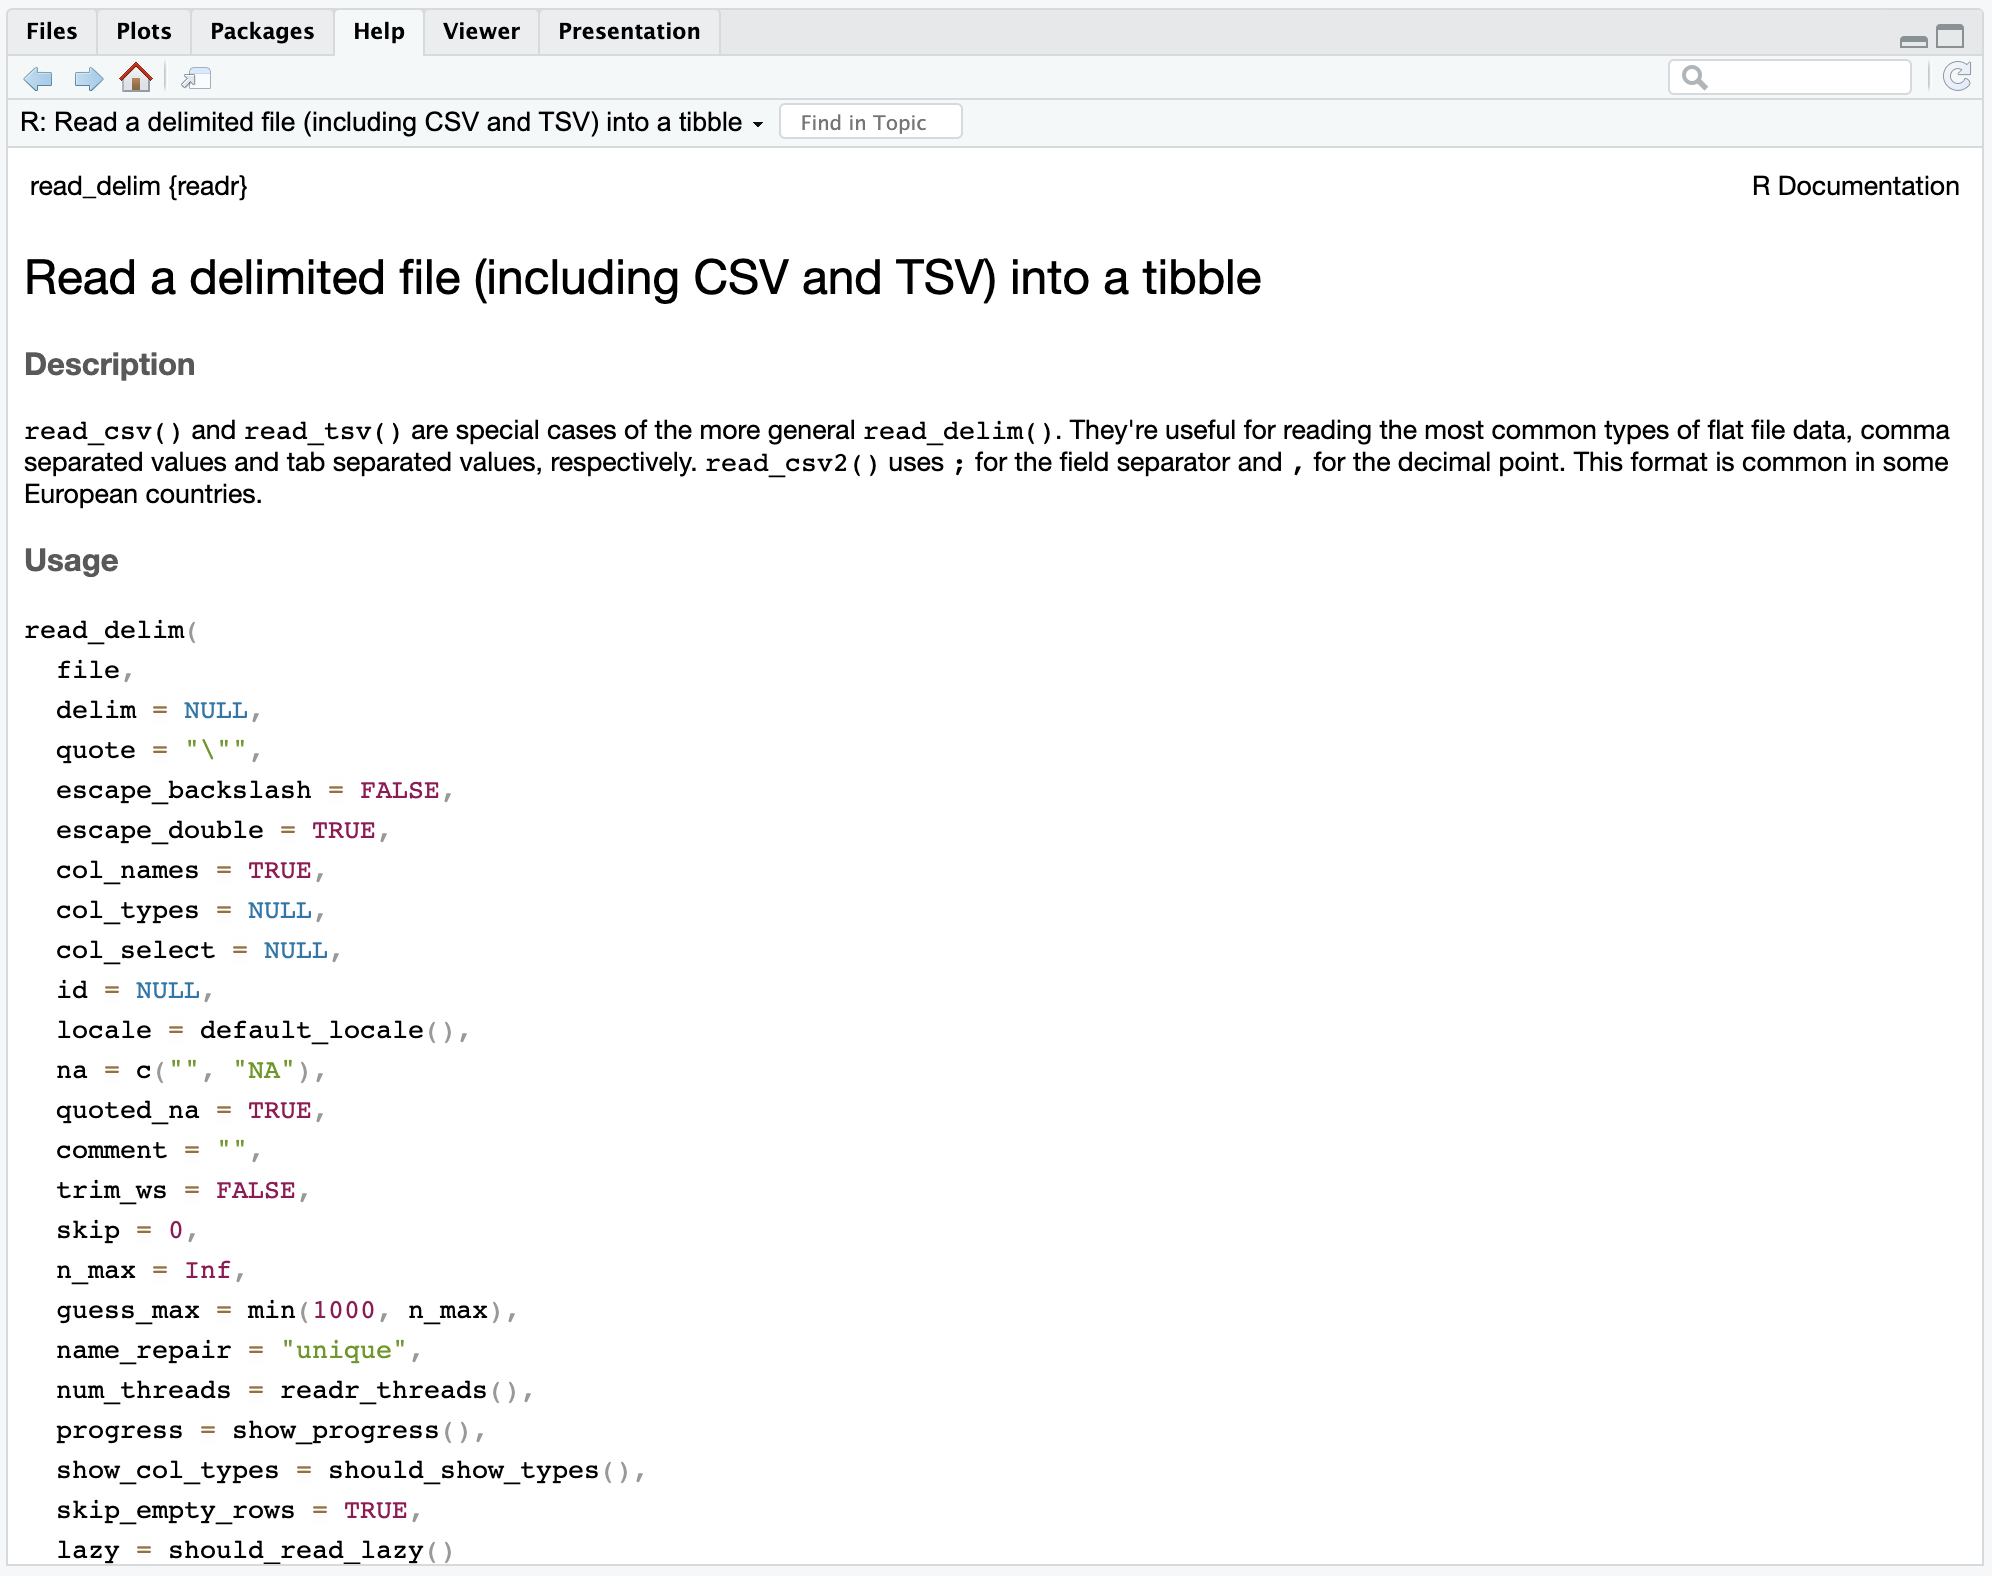 Files Plots Packages Help Viewer Presentation
R: Read a delimited file (including CSV and TSV) into a tibble Find in Topic
read_delim {readr} R Documentation
Read a delimited file (including CSV and TSV) into a tibble
Description
read_csv() and read_tsv() are special cases of the more general read_delim(). They're useful for reading the most common types of flat file data, comma
separated values and tab separated values, respectively. read_csv2() uses ; for the field separator and , for the decimal point. This format is common in some
European countries.
Usage
read_delim(
  file,
  delim = NULL,
  quote = "\"",
  escape_backslash = FALSE,
  escape_double = TRUE,
  col_names = TRUE,
  col_types = NULL,
  col_select = NULL,
  id = NULL,
  locale = default_locale(),
  na = c("", "NA"),
  quoted_na = TRUE,
  comment = "",
  trim_ws = FALSE,
  skip = 0,
  n_max = Inf,
  guess_max = min(1000, n_max),
  name_repair = "unique",
  num_threads = readr_threads(),
  progress = show_progress(),
  show_col_types = should_show_types(),
  skip_empty_rows = TRUE,
  lazy = should_read_lazy()